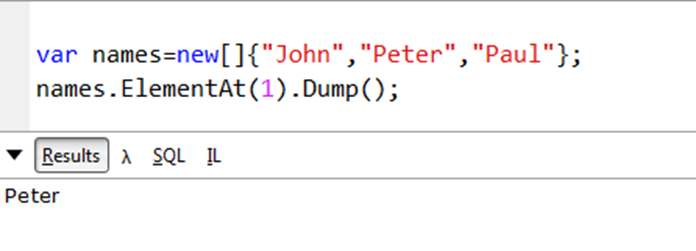 var names=new[]{"John","Peter","Paul"};
names.ElementAt(1).Dump();
Results λ SQL IL
Peter